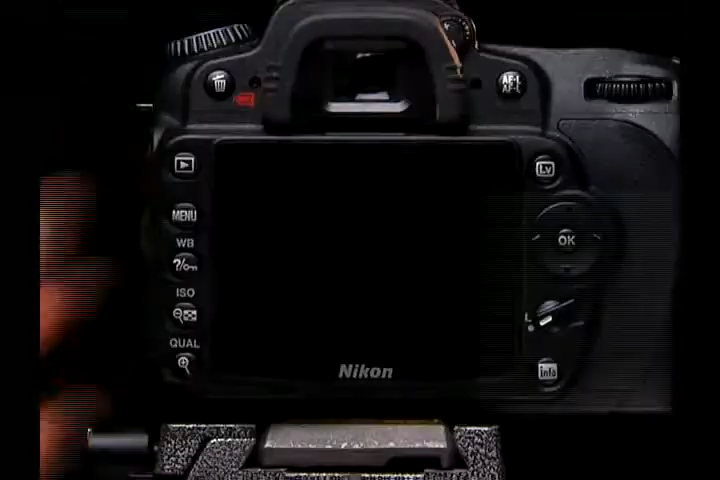 AE-L
AF-L
Lv
MENU
WB
OK
?/
ISO
L
QUAL
Nikon
info